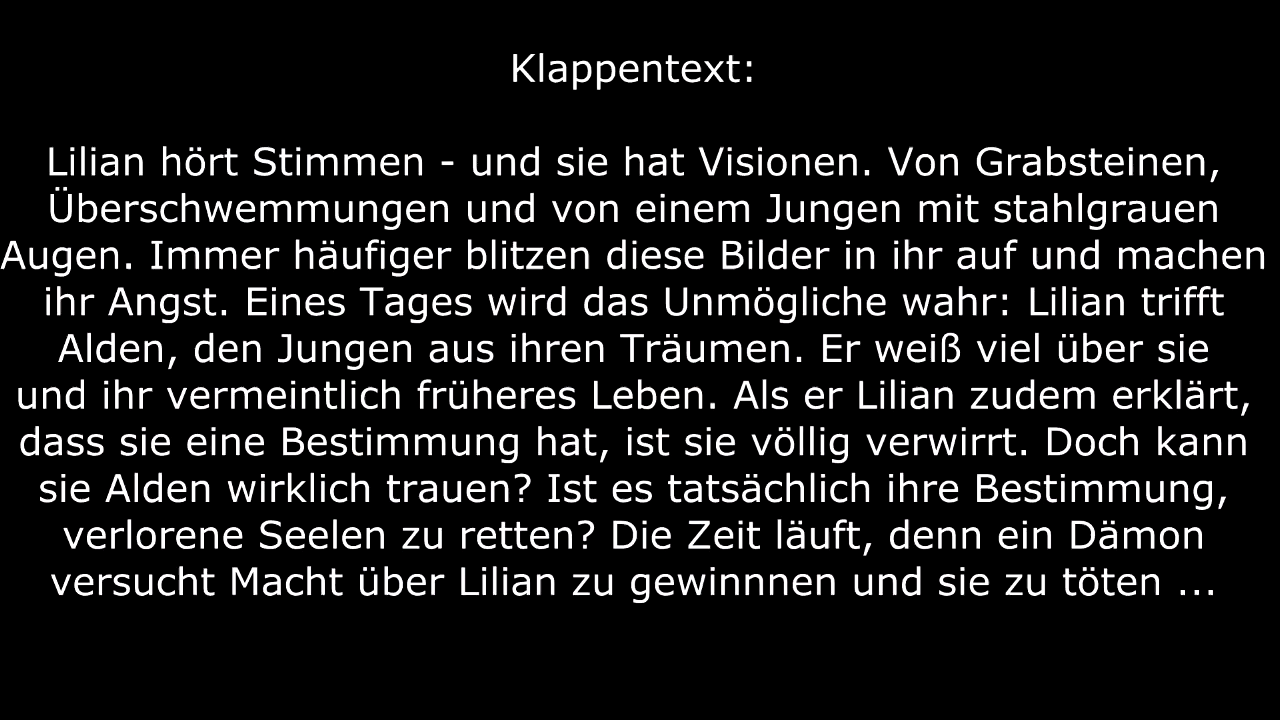 Klappentext:
Lilian hört Stimmen - und sie hat Visionen. Von Grabsteinen,
Überschwemmungen und von einem Jungen mit stahlgrauen
Augen. Immer häufiger blitzen diese Bilder in ihr auf und machen
ihr Angst. Eines Tages wird das Unmögliche wahr: Lilian trifft
Alden, den Jungen aus ihren Träumen. Er weiß viel über sie
und ihr vermeintlich früheres Leben. Als er Lilian zudem erklärt,
dass sie eine Bestimmung hat, ist sie völlig verwirrt. Doch kann
sie Alden wirklich trauen? Ist es tatsächlich ihre Bestimmung,
verlorene Seelen zu retten? Die Zeit läuft, denn ein Dämon
versucht Macht über Lilian zu gewinnnen und sie zu töten ...